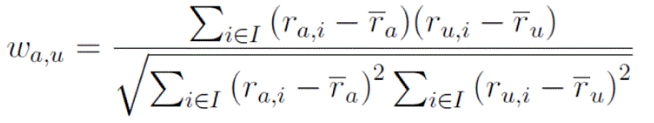 w_{a,u} = \frac{\sum_{i \in I} (r_{a,i} - \overline{r}_a)(r_{u,i} - \overline{r}_u)}{\sqrt{\sum_{i \in I} (r_{a,i} - \overline{r}_a)^2 \sum_{i \in I} (r_{u,i} - \overline{r}_u)^2}}